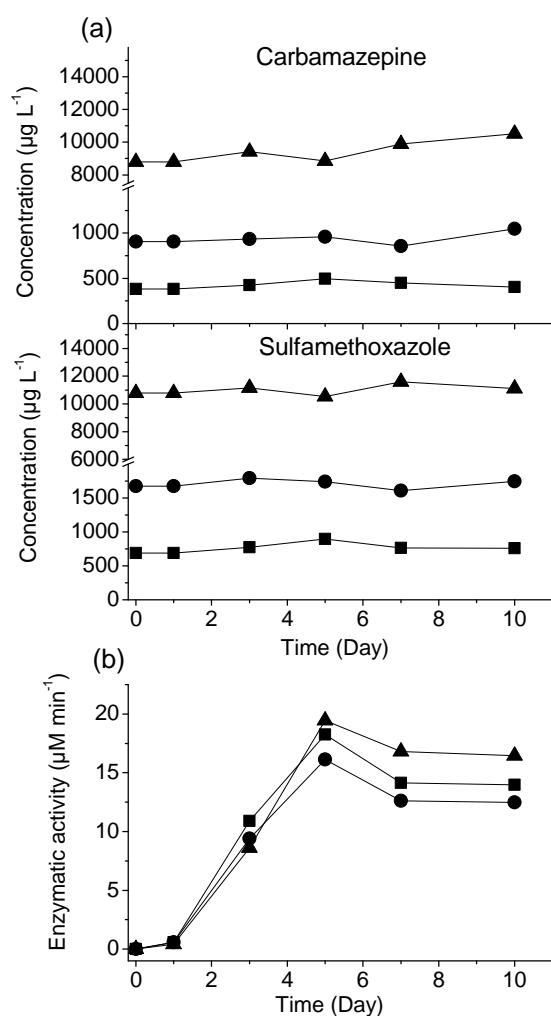 (a)
Carbamazepine
Concentration (µg L⁻¹)
14000
12000
10000
8000
1000
500
0
Sulfamethoxazole
Concentration (µg L⁻¹)
14000
12000
10000
8000
6000
1500
1000
500
0
0 2 4 6 8 10
Time (Day)
(b)
Enzymatic activity (µM min⁻¹)
20
15
10
5
0
0 2 4 6 8 10
Time (Day)